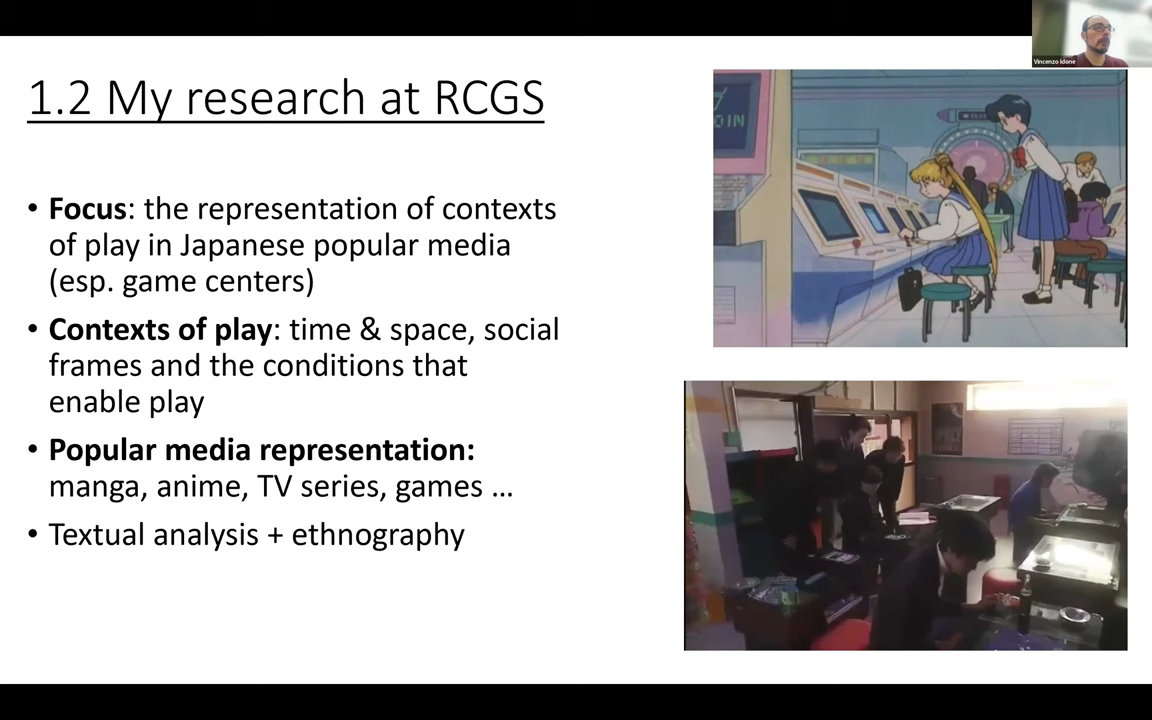 Vincenzo Idone
1.2 My research at RCGS
• Focus: the representation of contexts
of play in Japanese popular media
(esp. game centers)
• Contexts of play: time & space, social
frames and the conditions that
enable play
• Popular media representation:
manga, anime, TV series, games …
• Textual analysis + ethnography
OIN